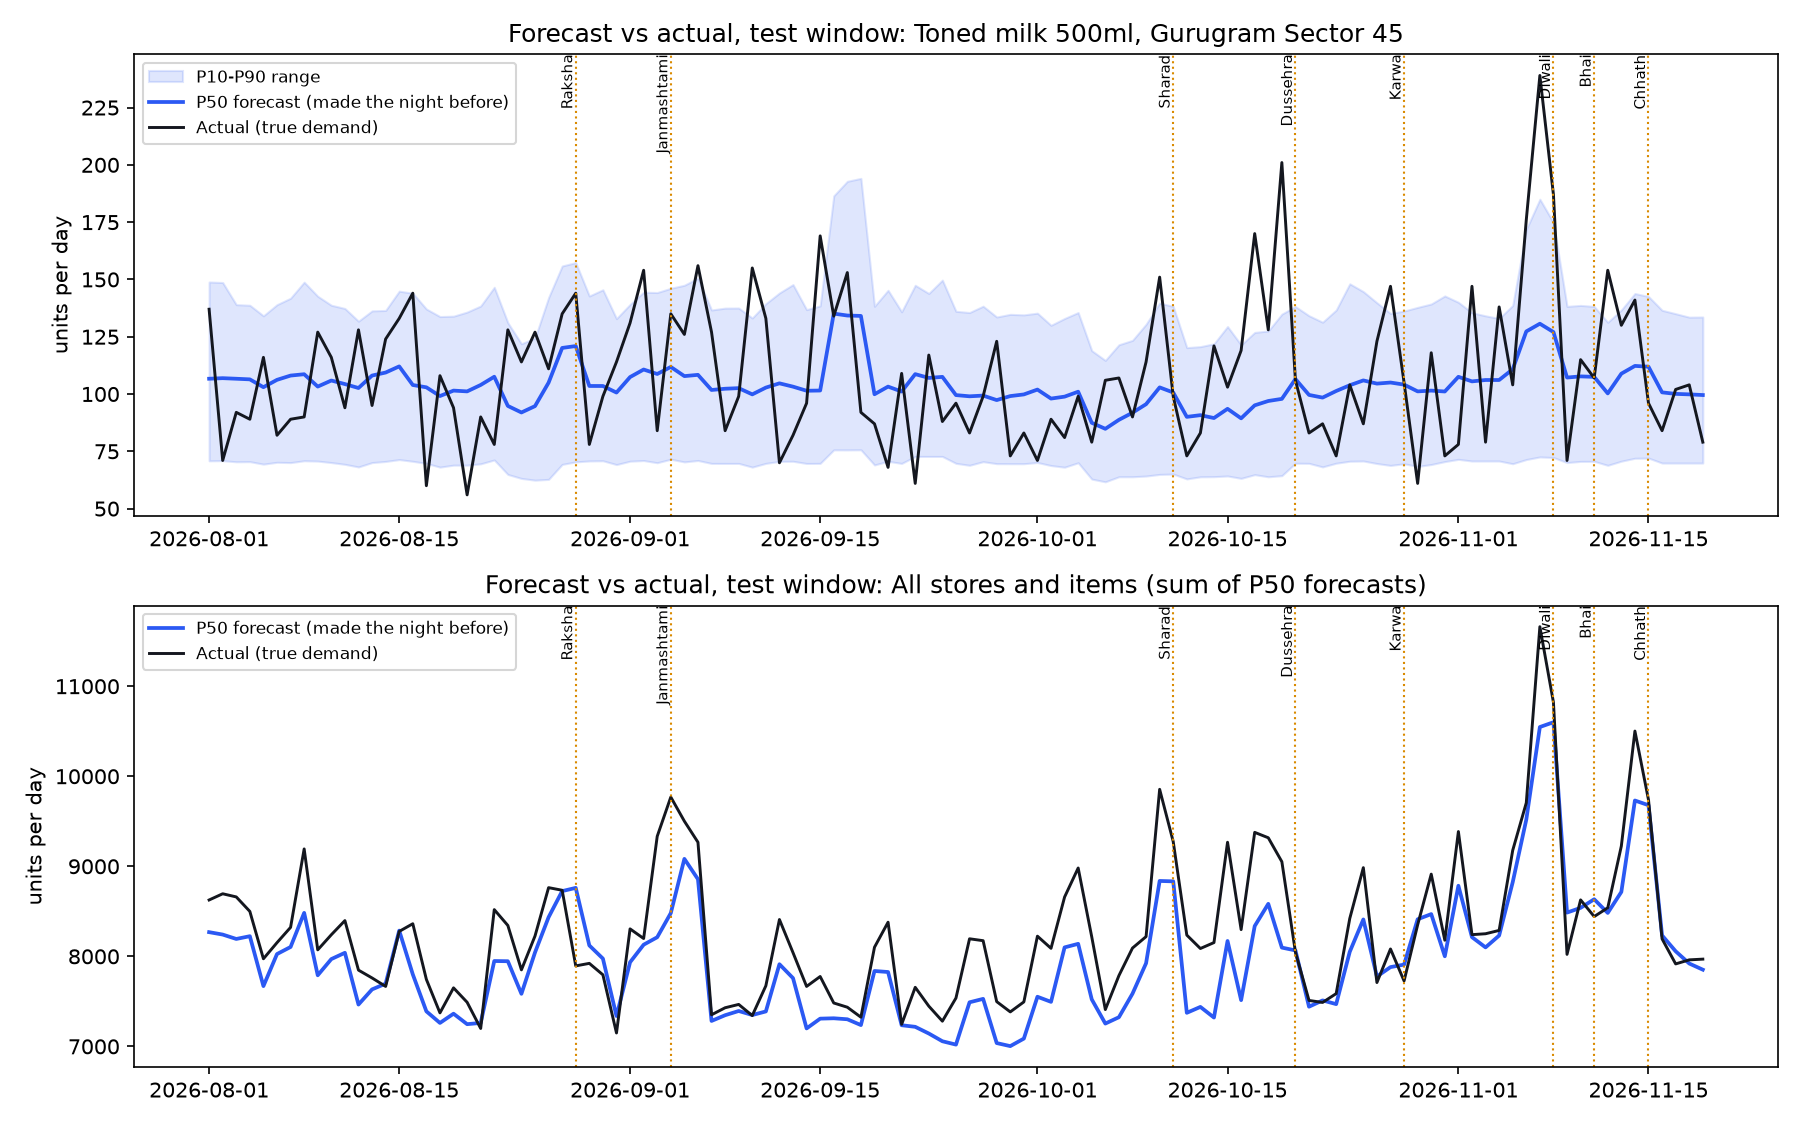 Forecast vs actual, test window: Toned milk 500ml, Gurugram Sector 45
P10-P90 range
P50 forecast (made the night before)
Actual (true demand)
Raksha
Janmashtami
Sharad
Dussehra
Karwa
Diwali
Bhai
Chhath
units per day
225
200
175
150
125
100
75
50
2026-08-01
2026-08-15
2026-09-01
2026-09-15
2026-10-01
2026-10-15
2026-11-01
2026-11-15
Forecast vs actual, test window: All stores and items (sum of P50 forecasts)
P50 forecast (made the night before)
Actual (true demand)
Raksha
Janmashtami
Sharad
Dussehra
Karwa
Diwali
Bhai
Chhath
units per day
11000
10000
9000
8000
7000
2026-08-01
2026-08-15
2026-09-01
2026-09-15
2026-10-01
2026-10-15
2026-11-01
2026-11-15